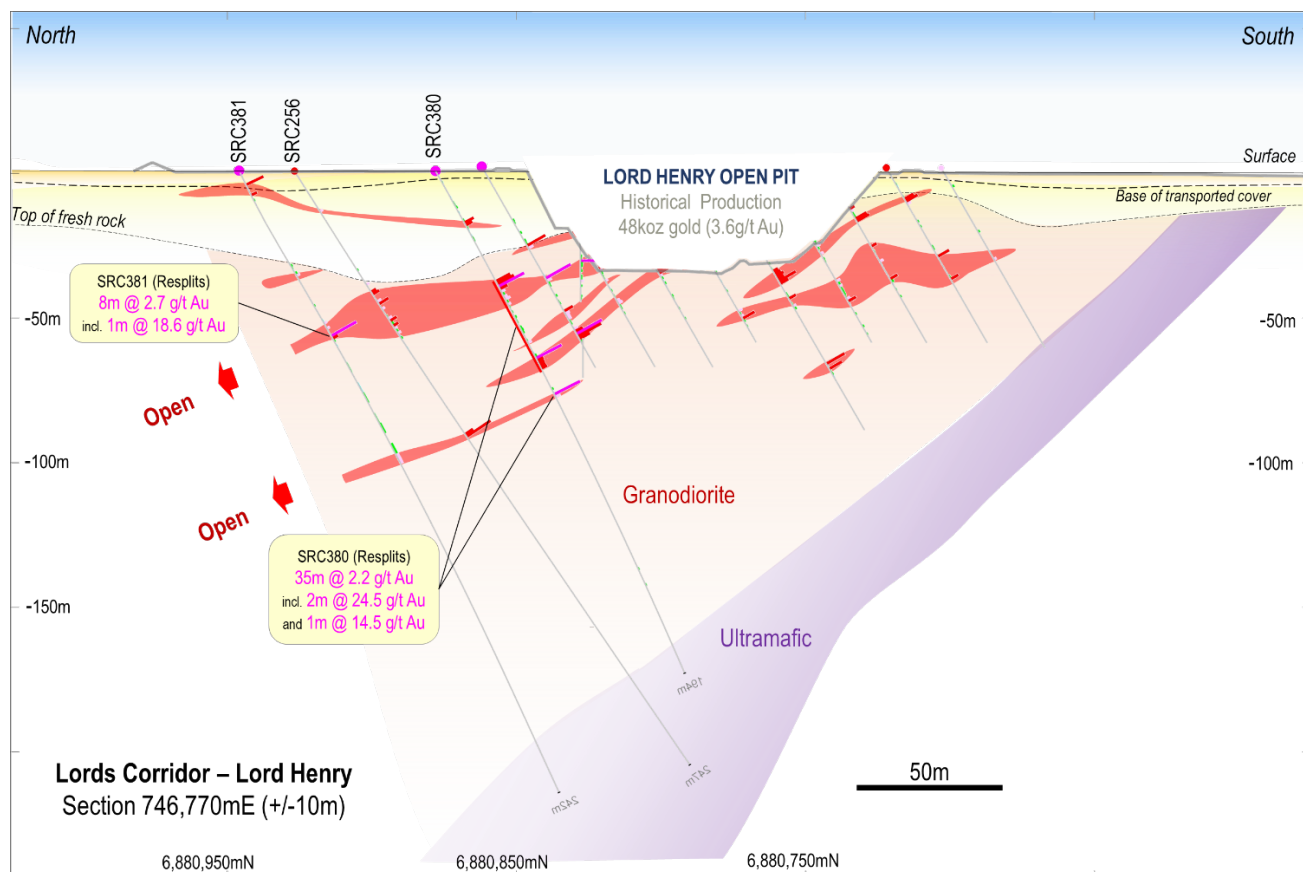 North
South
SRC381
SRC256
SRC380
Surface
LORD HENRY OPEN PIT
Historical Production
48koz gold (3.6g/t Au)
Base of transported cover
Top of fresh rock
SRC381 (Resplits)
8m @ 2.7 g/t Au
incl. 1m @ 18.6 g/t Au
-50m
-50m
Open
-100m
-100m
Open
Granodiorite
SRC380 (Resplits)
35m @ 2.2 g/t Au
incl. 2m @ 24.5 g/t Au
and 1m @ 14.5 g/t Au
-150m
Ultramafic
194m
247m
242m
Lords Corridor – Lord Henry
Section 746,770mE (+/-10m)
50m
6,880,950mN
6,880,850mN
6,880,750mN